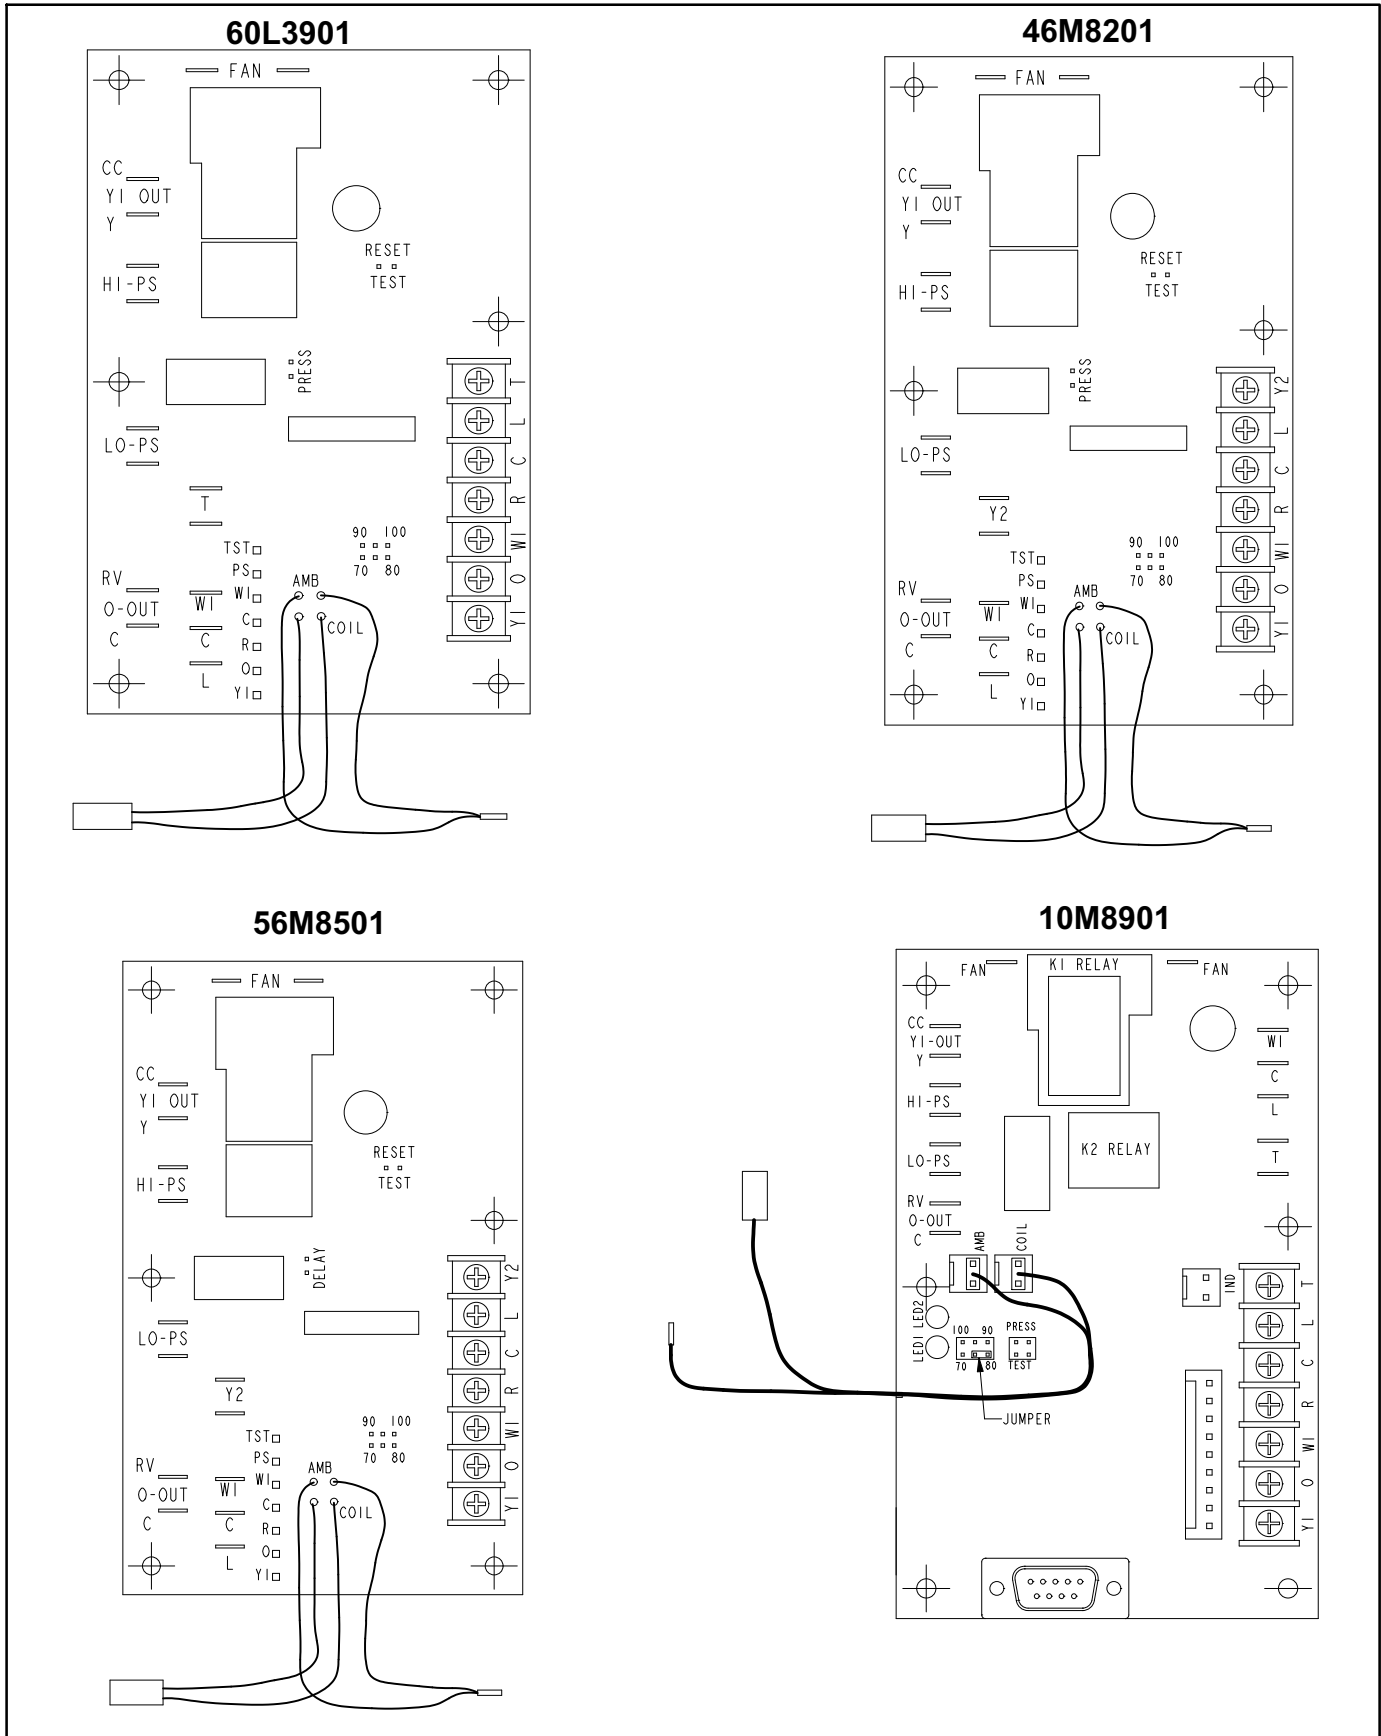 60L3901
FAN
CC
Y1 OUT
Y
RESET
TEST
HI-PS
PRESS
T
L
C
R
W1
O
Y1
LO-PS
T
90 100
70 80
TST
PS
W1
C
R
O
Y1
AMB
COIL
RV
O-OUT
C
W1
C
L
46M8201
FAN
CC
Y1 OUT
Y
RESET
TEST
HI-PS
PRESS
Y2
L
C
R
W1
O
Y1
LO-PS
Y2
90 100
70 80
TST
PS
W1
C
R
O
Y1
AMB
COIL
RV
O-OUT
C
W1
C
L
56M8501
FAN
CC
Y1 OUT
Y
RESET
TEST
HI-PS
DELAY
Y2
L
C
R
W1
O
Y1
LO-PS
Y2
90 100
70 80
TST
PS
W1
C
R
O
Y1
AMB
COIL
RV
O-OUT
C
W1
C
L
10M8901
FAN
K1 RELAY
FAN
CC
Y1-OUT
Y
W1
C
L
T
HI-PS
LO-PS
K2 RELAY
RV
O-OUT
C
AMB
COIL
IND
LED1 LED2
100 90
70 80
PRESS
TEST
JUMPER
T
L
C
R
W1
O
Y1